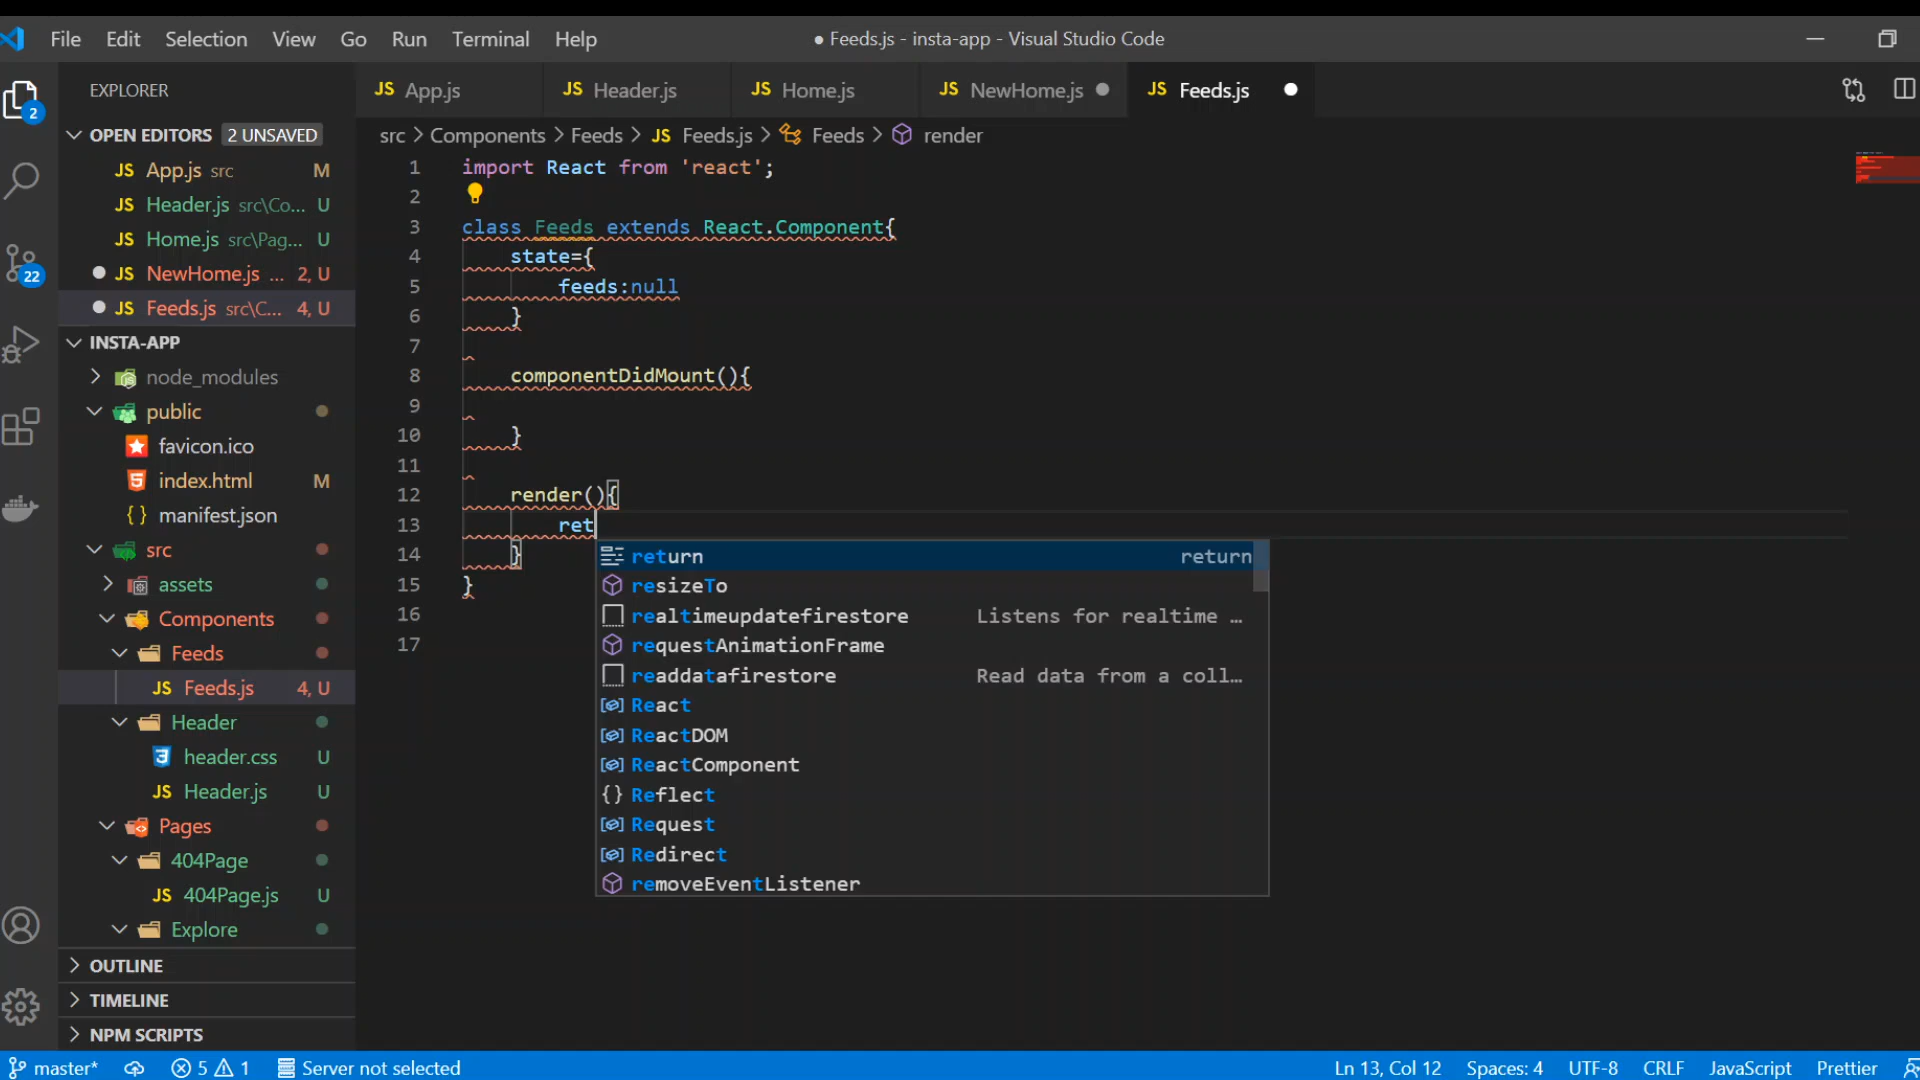 File Edit Selection View Go Run Terminal Help ● Feeds.js - insta-app - Visual Studio Code
EXPLORER
JS App.js JS Header.js JS Home.js JS NewHome.js JS Feeds.js
2
OPEN EDITORS 2 UNSAVED
src > Components > Feeds > JS Feeds.js > Feeds > render
JS App.js src M
JS Header.js src\Co... U
JS Home.js src\Pag... U
JS NewHome.js ... 2, U
JS Feeds.js src\C... 4, U
22
INSTA-APP
node_modules
public
favicon.ico
index.html M
{ } manifest.json
src
assets
Components
Feeds
JS Feeds.js 4, U
Header
header.css U
JS Header.js U
Pages
404Page
JS 404Page.js U
Explore
OUTLINE
TIMELINE
NPM SCRIPTS
1 import React from 'react';
2
3 class Feeds extends React.Component{
4 state={
5 feeds:null
6 }
7
8 componentDidMount(){
9
10 }
11
12 render(){
13 ret
14 }
15 }
16
17
return return
resizeTo
realtimeupdatefirestore Listens for realtime …
requestAnimationFrame
readdatafirestore Read data from a coll…
React
ReactDOM
ReactComponent
{} Reflect
Request
Redirect
removeEventListener
master* 5 1 Server not selected Ln 13, Col 12 Spaces: 4 UTF-8 CRLF JavaScript Prettier